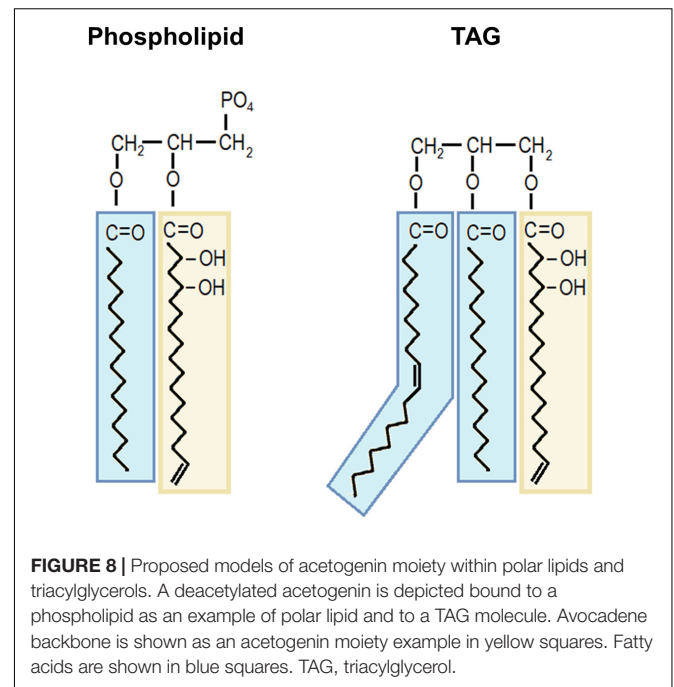 Phospholipid TAG
PO₄
CH₂—CH—CH₂ CH₂—CH—CH₂
O O O O O
C=O C=O C=O C=O C=O
–OH –OH
–OH –OH
FIGURE 8 | Proposed models of acetogenin moiety within polar lipids and
triacylglycerols. A deacetylated acetogenin is depicted bound to a
phospholipid as an example of polar lipid and to a TAG molecule. Avocadene
backbone is shown as an acetogenin moiety example in yellow squares. Fatty
acids are shown in blue squares. TAG, triacylglycerol.